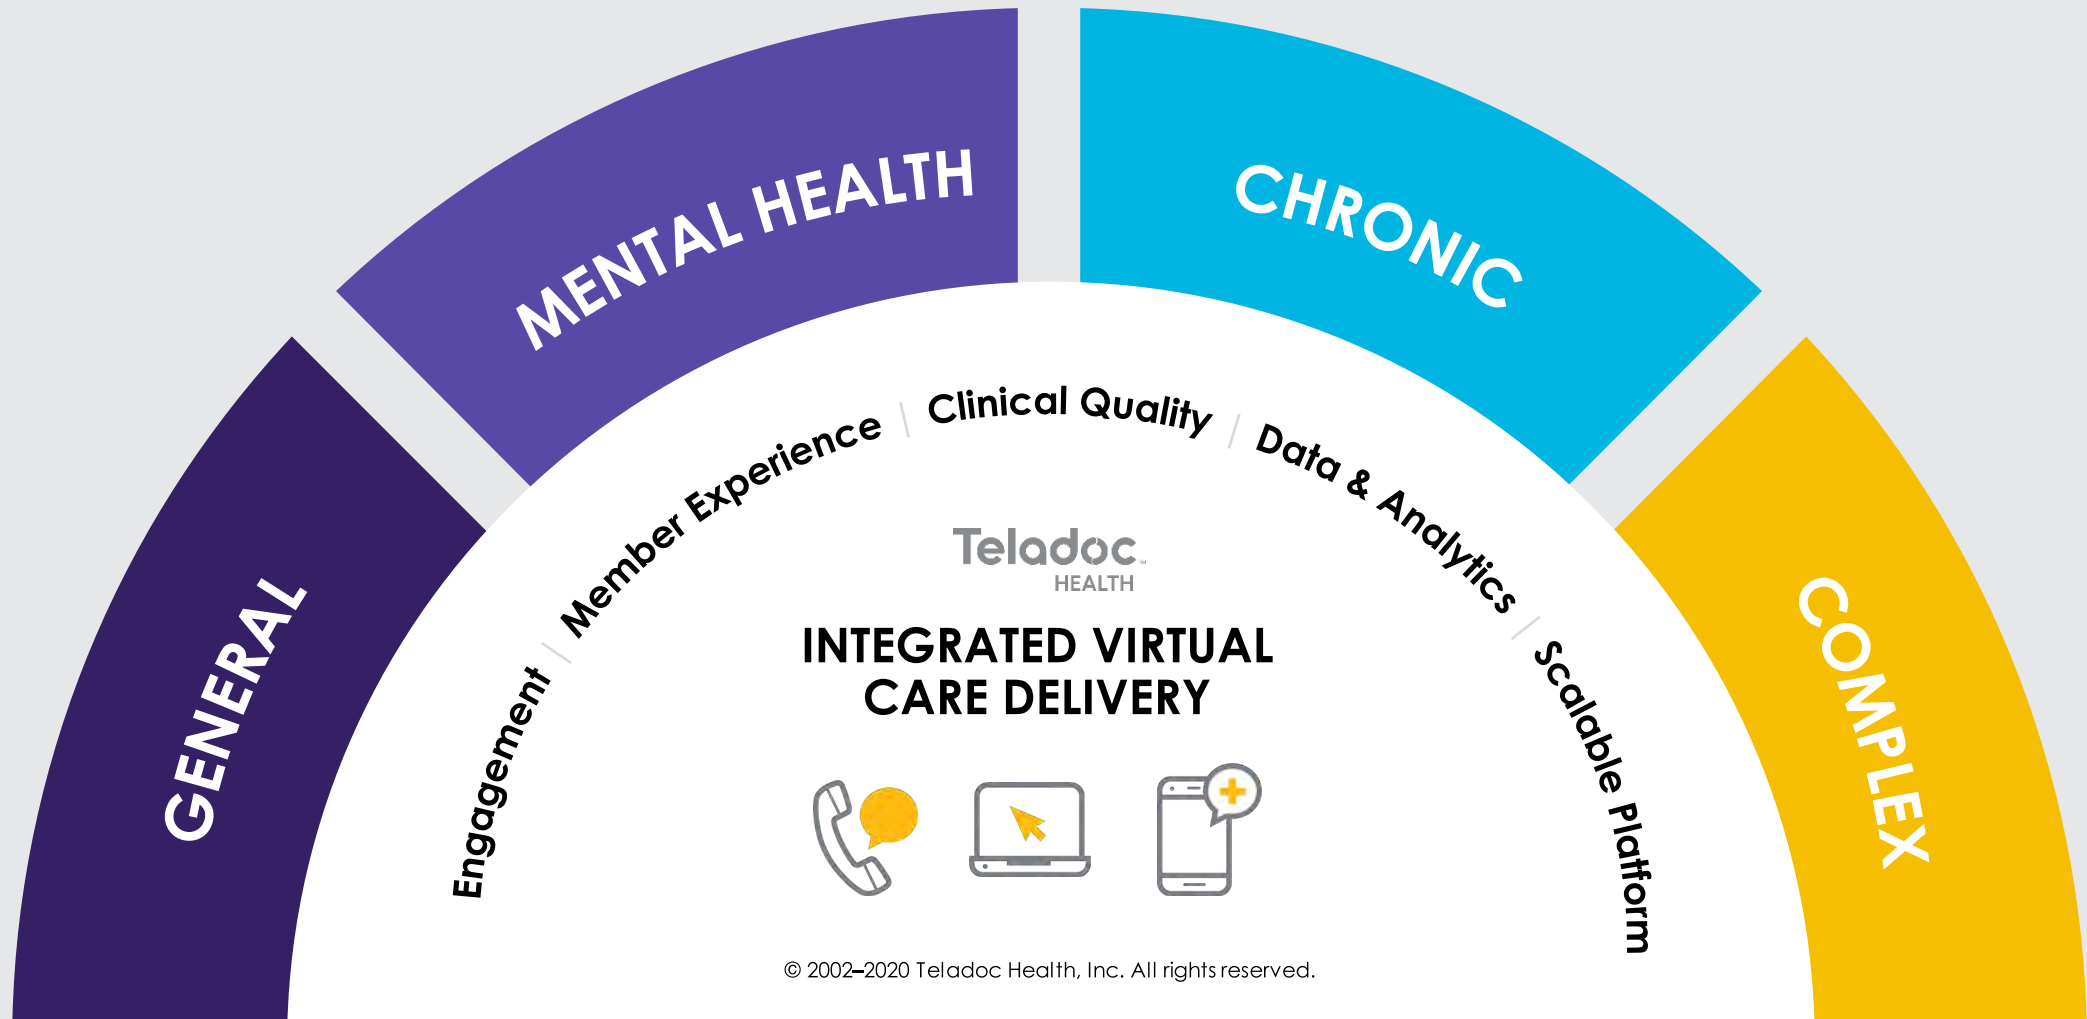 GENERAL
MENTAL HEALTH
CHRONIC
COMPLEX
Engagement | Member Experience | Clinical Quality | Data & Analytics | Scalable Platform
Teladoc™
HEALTH
INTEGRATED VIRTUAL
CARE DELIVERY
© 2002–2020 Teladoc Health, Inc. All rights reserved.